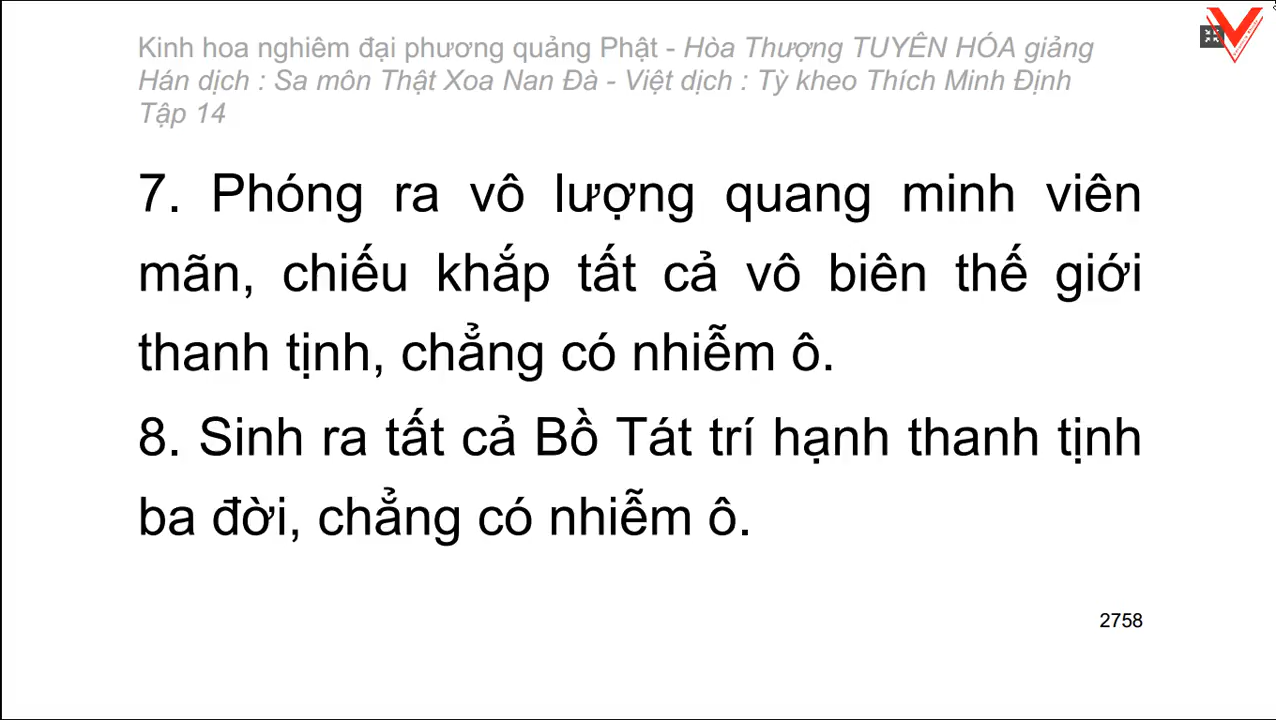 Kinh hoa nghiêm đại phương quảng Phật - Hòa Thượng TUYÊN HÓA giảng
Hán dịch : Sa môn Thật Xoa Nan Đà - Việt dịch : Tỳ kheo Thích Minh Định
Tập 14
7. Phóng ra vô lượng quang minh viên
mãn, chiếu khắp tất cả vô biên thế giới
thanh tịnh, chẳng có nhiễm ô.
8. Sinh ra tất cả Bồ Tát trí hạnh thanh tịnh
ba đời, chẳng có nhiễm ô.
2758